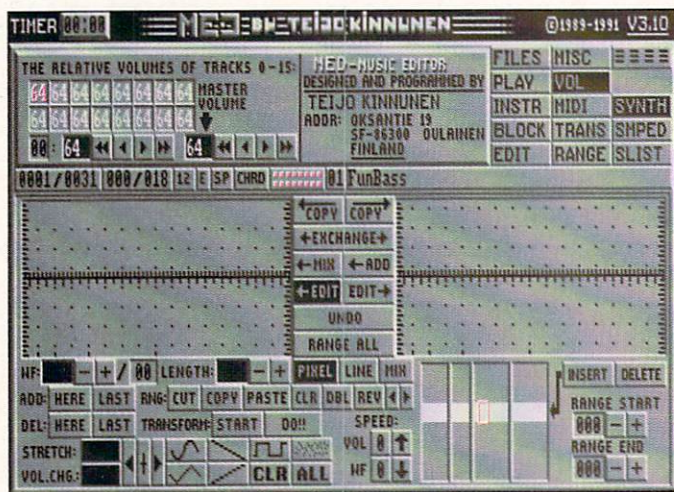 TIMER 00:00 MED BY TEIJO KINNUNEN ©1989-1991 V3.10
THE RELATIVE VOLUMES OF TRACKS 0-15:
64 64 64 64 64 64 64 64
64 64 64 64 64 64 64 64
MASTER
VOLUME
00: 64 64
MED-MUSIC EDITOR
DESIGNED AND PROGRAMMED BY
TEIJO KINNUNEN
ADDR: OKSANTIE 19
SF-86300 OULAINEN
FINLAND
FILES MISC
PLAY VOL
INSTR MIDI SYNTH
BLOCK TRANS SMPED
EDIT RANGE SLIST
0001/0031 000/018 12 E SP CHRD 01 FunBass
COPY COPY
EXCHANGE
MIX ADD
EDIT EDIT
UNDO
RANGE ALL
WF: - + / 00 LENGTH: - + PIXEL LINE MIX
ADD: HERE LAST RNG: CUT COPY PASTE CLR DBL REV
DEL: HERE LAST TRANSFORM: START DO!! SPEED:
STRETCH: VOL 0
VOL.CHG.: CLR ALL WF 0
INSERT DELETE
RANGE START
000 - +
RANGE END
000 - +